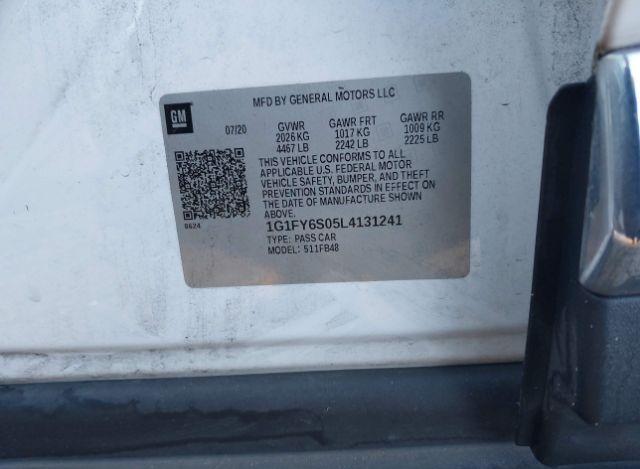 MFD BY GENERAL MOTORS LLC
GM
07/20 GVWR GAWR FRT GAWR RR
2026 KG 1017 KG 1009 KG
4467 LB 2242 LB 2225 LB
THIS VEHICLE CONFORMS TO ALL
APPLICABLE U.S. FEDERAL MOTOR
VEHICLE SAFETY, BUMPER, AND THEFT
PREVENTION STANDARDS IN EFFECT ON
THE DATE OF MANUFACTURE SHOWN
ABOVE.
0624
1G1FY6S05L4131241
TYPE: PASS CAR
MODEL: 511FB48